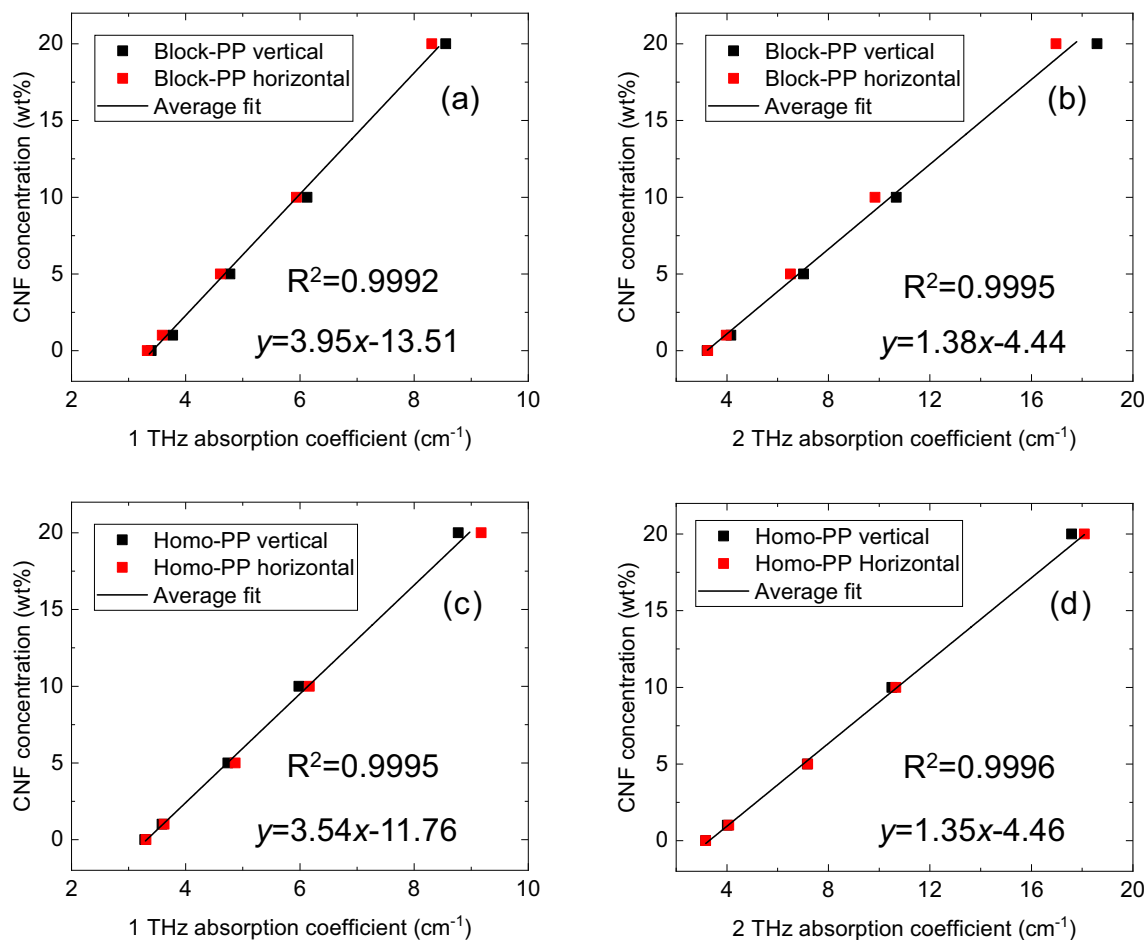 Block-PP vertical
Block-PP horizontal
Average fit
(a)
R²=0.9992
y=3.95x-13.51
CNF concentration (wt%)
20
15
10
5
0
2 4 6 8 10
1 THz absorption coefficient (cm⁻¹)
Block-PP vertical
Block-PP horizontal
Average fit
(b)
R²=0.9995
y=1.38x-4.44
CNF concentration (wt%)
20
15
10
5
0
4 8 12 16 20
2 THz absorption coefficient (cm⁻¹)
Homo-PP vertical
Homo-PP horizontal
Average fit
(c)
R²=0.9995
y=3.54x-11.76
CNF concentration (wt%)
20
15
10
5
0
2 4 6 8 10
1 THz absorption coefficient (cm⁻¹)
Homo-PP vertical
Homo-PP Horizontal
Average fit
(d)
R²=0.9996
y=1.35x-4.46
CNF concentration (wt%)
20
15
10
5
0
4 8 12 16 20
2 THz absorption coefficient (cm⁻¹)